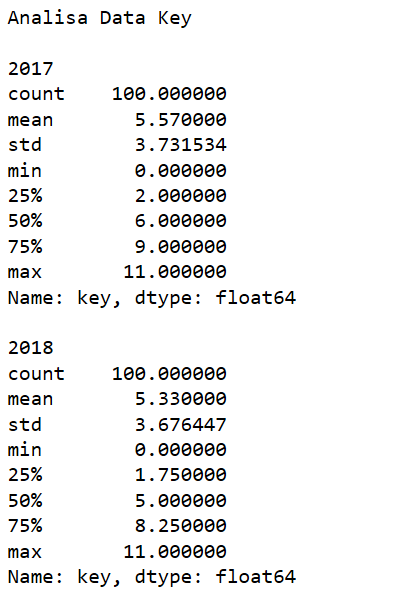 Analisa Data Key
2017
count    100.000000
mean       5.570000
std        3.731534
min        0.000000
25%        2.000000
50%        6.000000
75%        9.000000
max       11.000000
Name: key, dtype: float64
2018
count    100.000000
mean       5.330000
std        3.676447
min        0.000000
25%        1.750000
50%        5.000000
75%        8.250000
max       11.000000
Name: key, dtype: float64